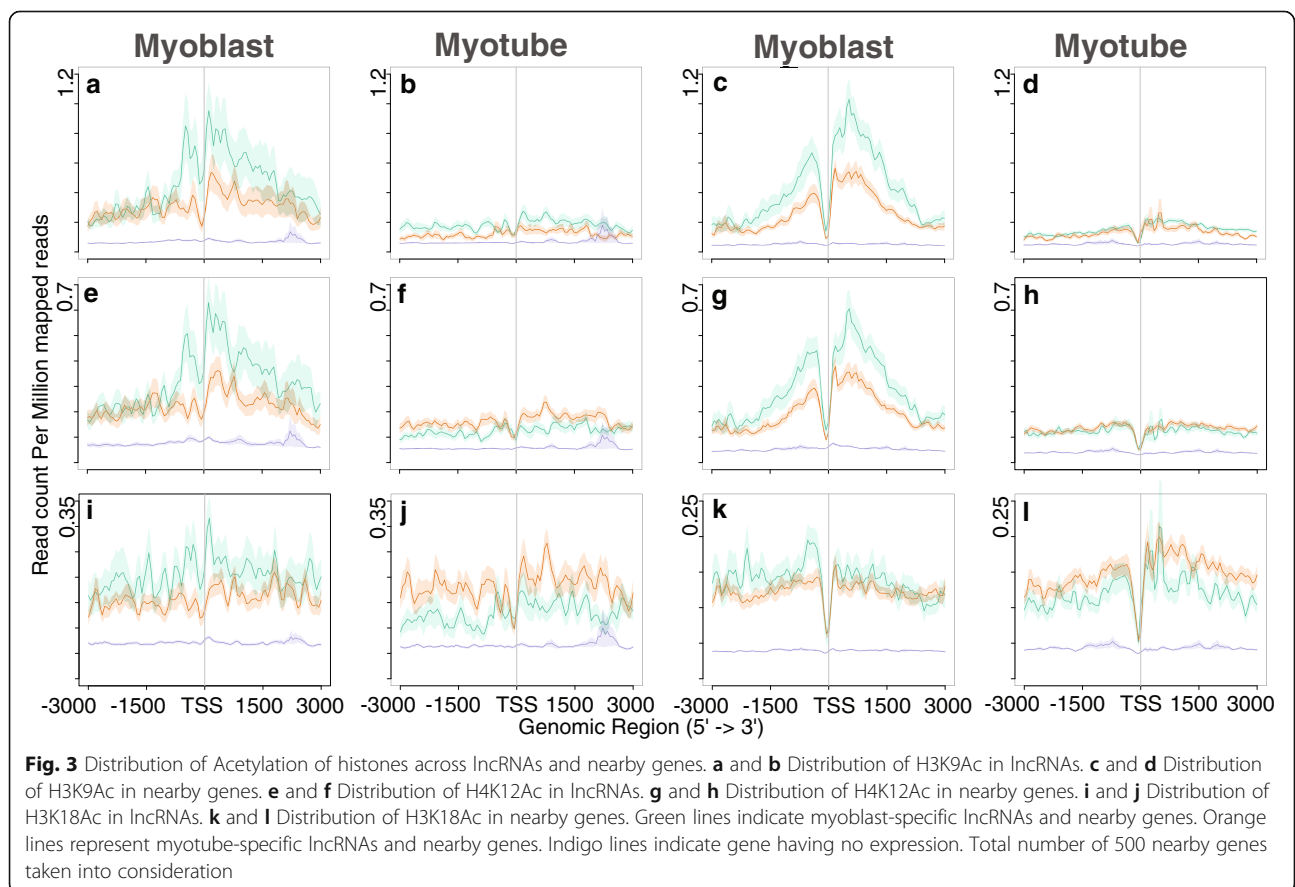 Myoblast Myotube Myoblast Myotube
a b c d
1.2 1.2 1.2 1.2
e f g h
0.7 0.7 0.7 0.7
i j k l
0.35 0.35 0.25 0.25
Read count Per Million mapped reads
-3000 -1500 TSS 1500 3000 -3000 -1500 TSS 1500 3000 -3000 -1500 TSS 1500 3000 -3000 -1500 TSS 1500 3000
Genomic Region (5' -> 3')
Fig. 3 Distribution of Acetylation of histones across lncRNAs and nearby genes. a and b Distribution of H3K9Ac in lncRNAs. c and d Distribution
of H3K9Ac in nearby genes. e and f Distribution of H4K12Ac in lncRNAs. g and h Distribution of H4K12Ac in nearby genes. i and j Distribution of
H3K18Ac in lncRNAs. k and l Distribution of H3K18Ac in nearby genes. Green lines indicate myoblast-specific lncRNAs and nearby genes. Orange
lines represent myotube-specific lncRNAs and nearby genes. Indigo lines indicate gene having no expression. Total number of 500 nearby genes
taken into consideration